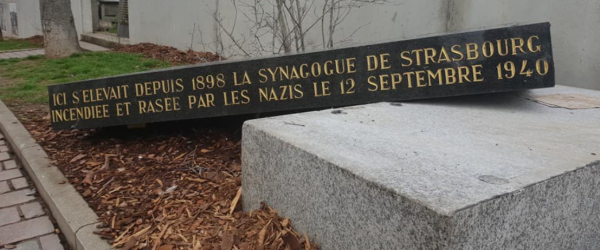 ICI S'ELEVAIT DEPUIS 1898 LA SYNAGOGUE DE STRASBOURG
INCENDIEE ET RASEE PAR LES NAZIS LE 12 SEPTEMBRE 1940